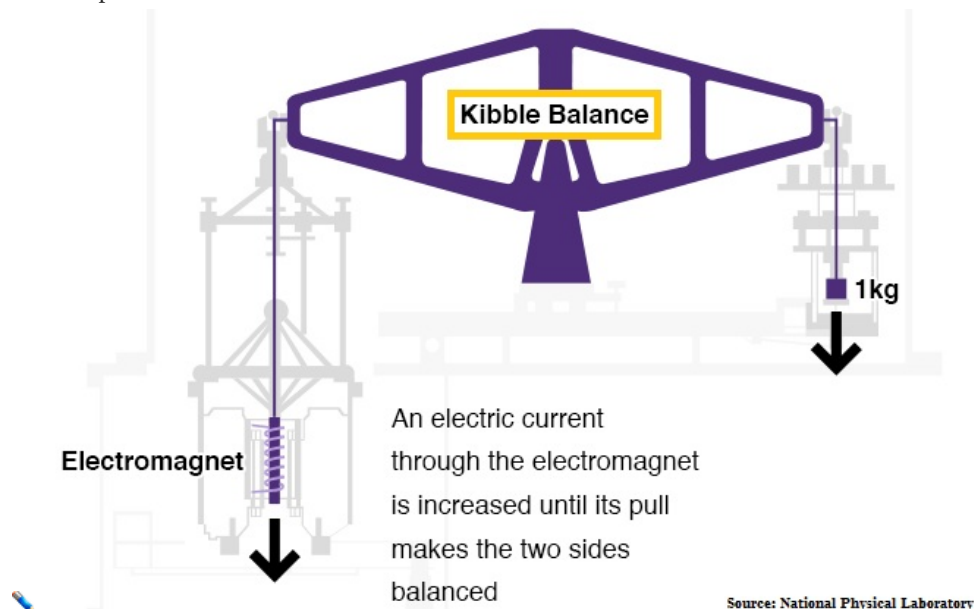 Kibble Balance
1kg
An electric current
through the electromagnet
Electromagnet
is increased until its pull
makes the two sides
balanced
Source: National Physical Laboratory